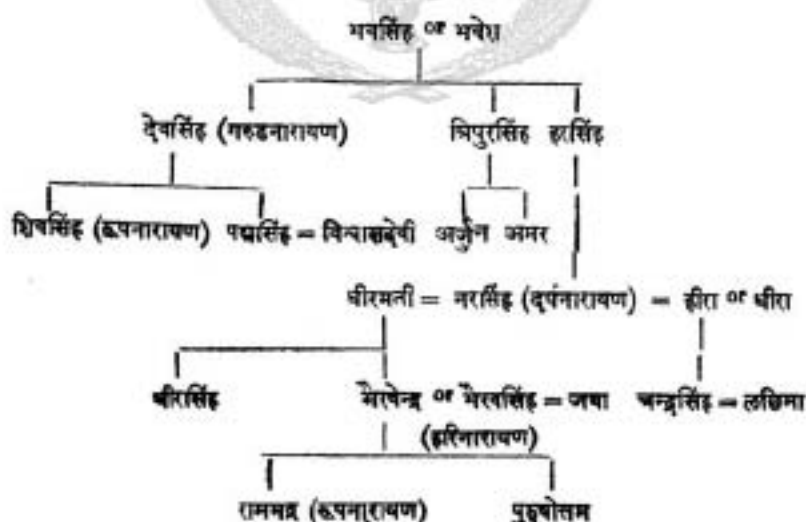 भवसिंह or भवेश
देवसिंह (गरुडनारायण) त्रिपुरसिंह हरसिंह
शिवसिंह (रूपनारायण) पद्मसिंह = विश्वासदेवी अर्जुन अमर
धीरमती = नरसिंह (दर्पनारायण) = हीरा or धीरा
धीरसिंह भैरवेन्द्र or भैरवसिंह = जया चन्द्रसिंह = लछिमा
(हरिनारायण)
रामभद्र (रूपनारायण) पुरुषोत्तम